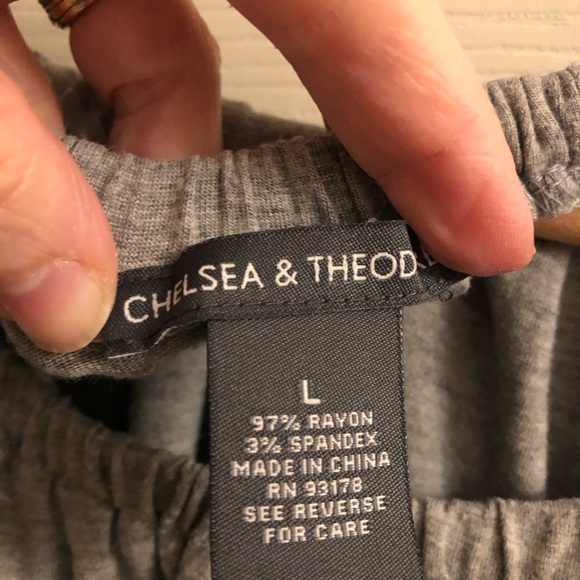 CHELSEA & THEOD
L
97% RAYON
3% SPANDEX
MADE IN CHINA
RN 93178
SEE REVERSE
FOR CARE